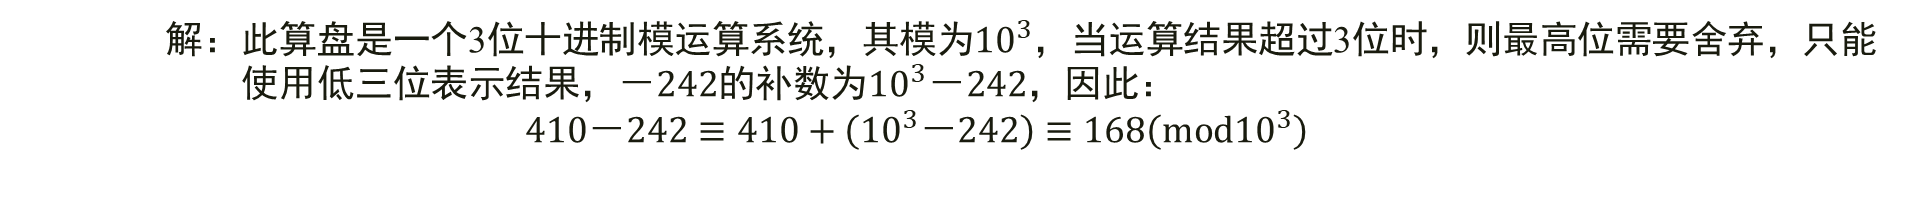 解：此算盘是一个3位十进制模运算系统，其模为10³，当运算结果超过3位时，则最高位需要舍弃，只能
使用低三位表示结果，－242的补数为10³－242，因此：
410－242 ≡ 410 + (10³－242) ≡ 168(mod10³)